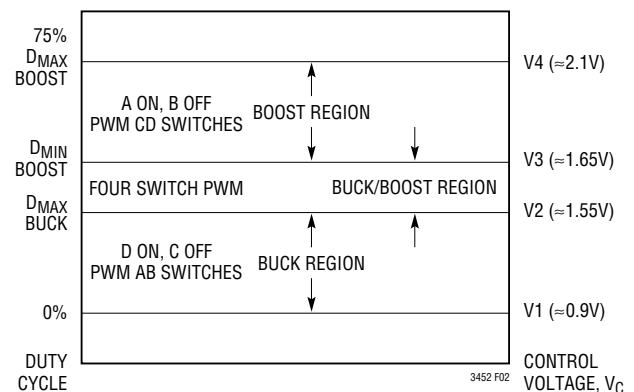 75%
DMAX
BOOST
V4 (≈2.1V)
A ON, B OFF
PWM CD SWITCHES
BOOST REGION
DMIN
BOOST
V3 (≈1.65V)
FOUR SWITCH PWM
BUCK/BOOST REGION
DMAX
BUCK
V2 (≈1.55V)
D ON, C OFF
PWM AB SWITCHES
BUCK REGION
0%
V1 (≈0.9V)
DUTY
CYCLE
3452 F02
CONTROL
VOLTAGE, VC